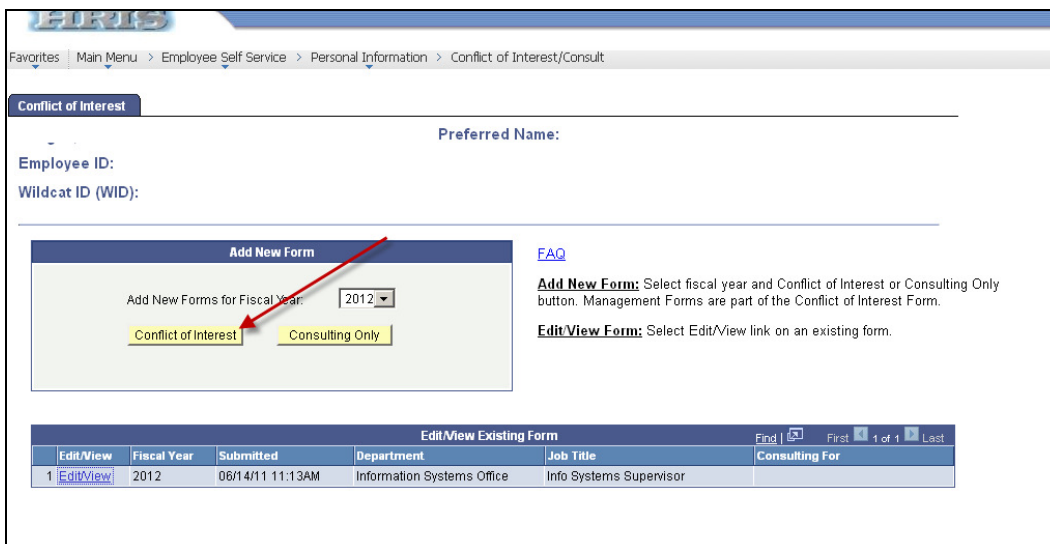 HRIS
Favorites Main Menu > Employee Self Service > Personal Information > Conflict of Interest/Consult
Conflict of Interest
Preferred Name:
Employee ID:
Wildcat ID (WID):
Add New Form
Add New Forms for Fiscal Year: 2012
Conflict of Interest Consulting Only
FAQ
Add New Form: Select fiscal year and Conflict of Interest or Consulting Only
button. Management Forms are part of the Conflict of Interest Form.
Edit/View Form: Select Edit/View link on an existing form.
Edit/View Existing Form Find | First 1 of 1 Last
Edit/View Fiscal Year Submitted Department Job Title Consulting For
1 Edit/View 2012 06/14/11 11:13AM Information Systems Office Info Systems Supervisor